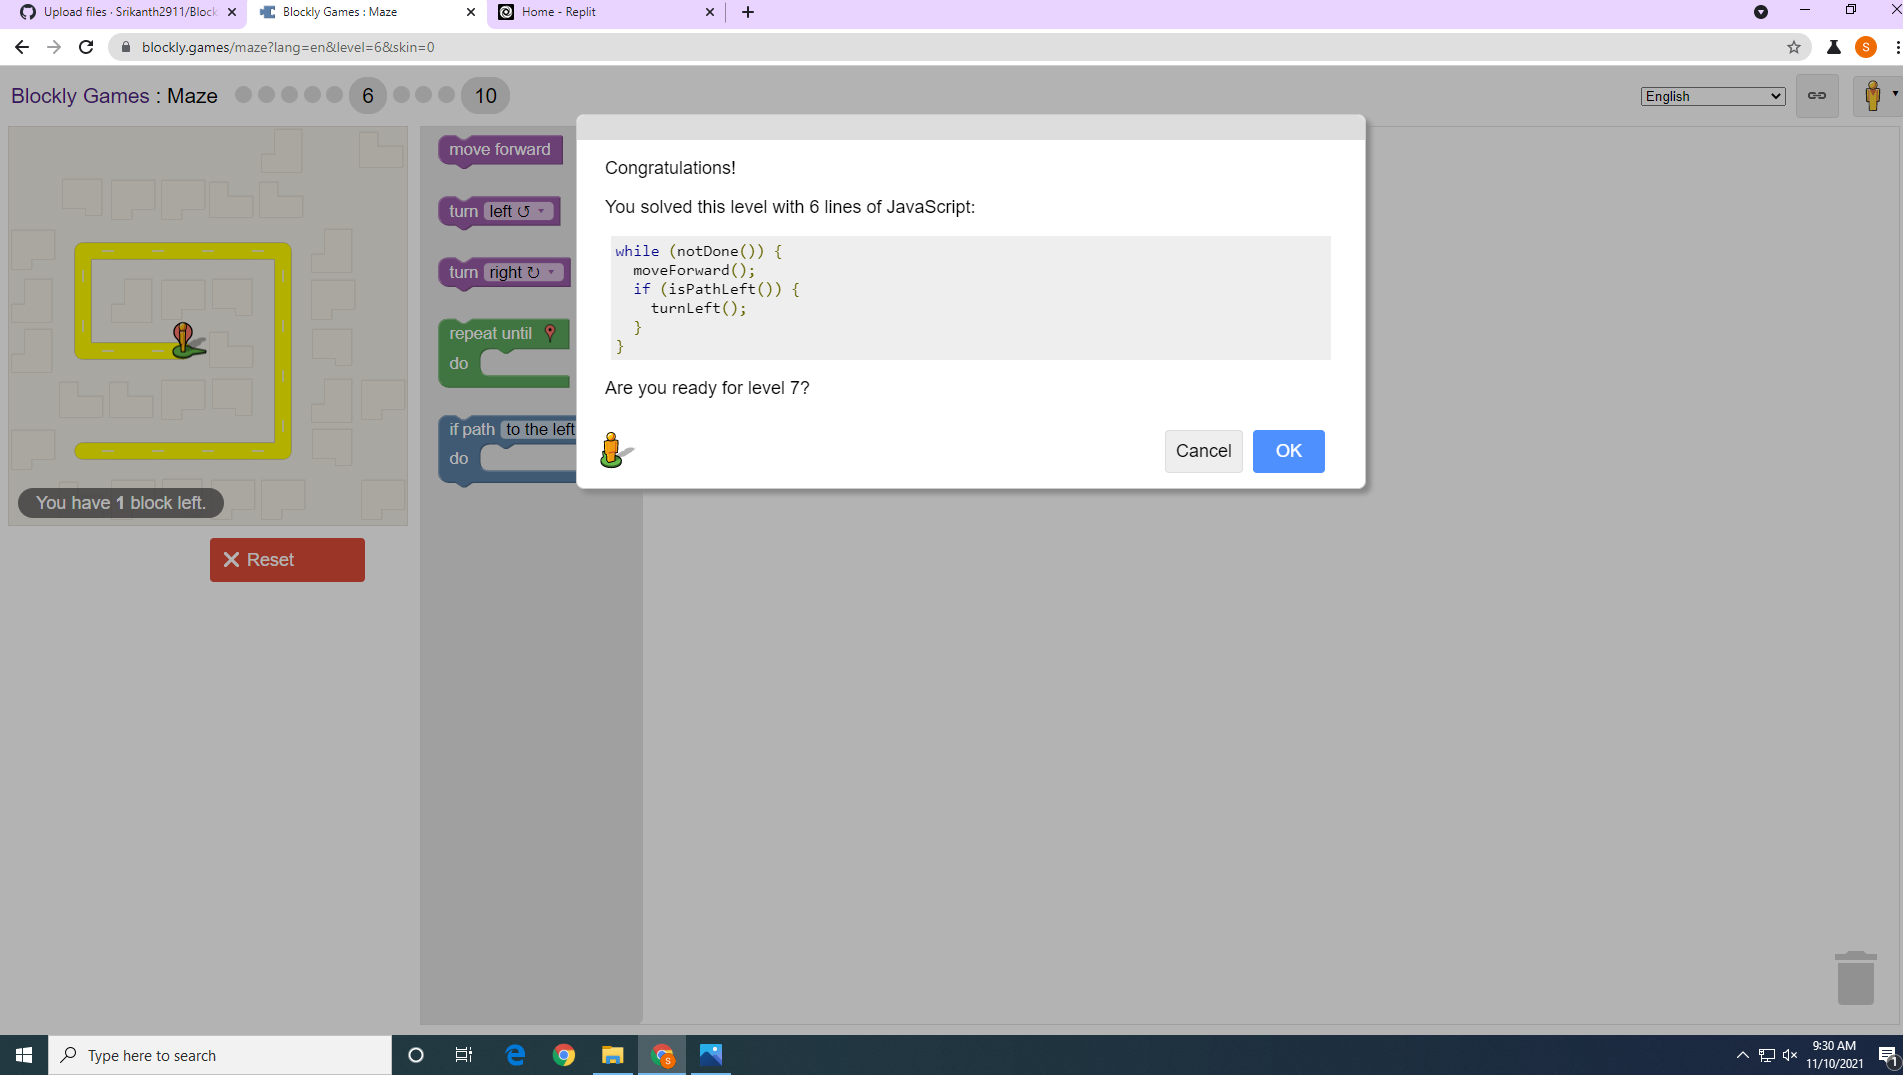 Upload files · Srikanth2911/Block
Blockly Games : Maze
Home - Replit
blockly.games/maze?lang=en&level=6&skin=0
S
Blockly Games : Maze
6
10
English
move forward
turn left ↺
turn right ↻
repeat until
do
if path to the left
do
You have 1 block left.
Reset
Congratulations!
You solved this level with 6 lines of JavaScript:
while (notDone()) {
  moveForward();
  if (isPathLeft()) {
    turnLeft();
  }
}
Are you ready for level 7?
Cancel
OK
Type here to search
S
9:30 AM
11/10/2021
1